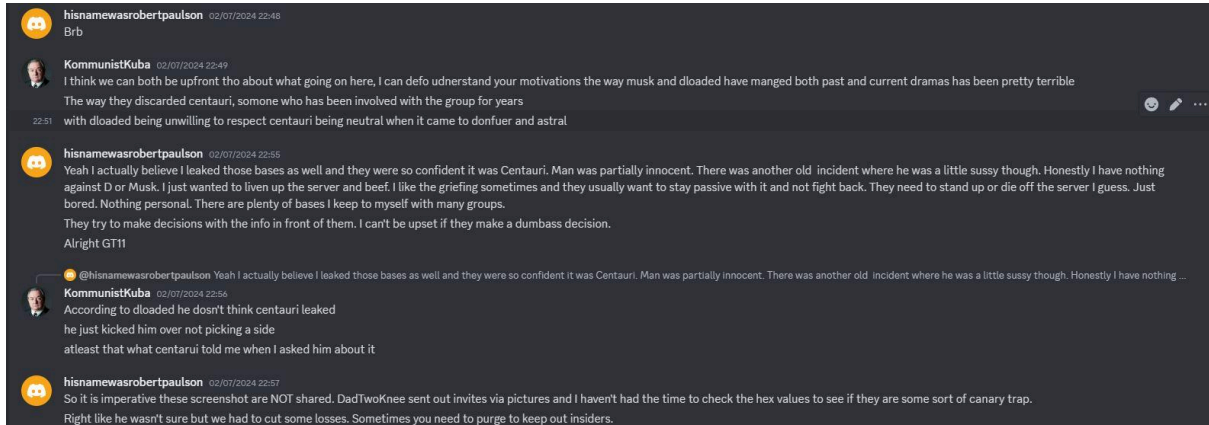 hisnamewasrobertpaulson 02/07/2024 22:48
Brb
KommunistKuba 02/07/2024 22:49
I think we can both be upfront tho about what going on here, I can defo udnerstand your motivations the way musk and dloaded have manged both past and current dramas has been pretty terrible
The way they discarded centauri, somone who has been involved with the group for years
22:51 with dloaded being unwilling to respect centauri being neutral when it came to donfuer and astral
hisnamewasrobertpaulson 02/07/2024 22:55
Yeah I actually believe I leaked those bases as well and they were so confident it was Centauri. Man was partially innocent. There was another old incident where he was a little sussy though. Honestly I have nothing
against D or Musk. I just wanted to liven up the server and beef. I like the griefing sometimes and they usually want to stay passive with it and not fight back. They need to stand up or die off the server I guess. Just
bored. Nothing personal. There are plenty of bases I keep to myself with many groups.
They try to make decisions with the info in front of them. I can't be upset if they make a dumbass decision.
Alright GT11
@hisnamewasrobertpaulson Yeah I actually believe I leaked those bases as well and they were so confident it was Centauri. Man was partially innocent. There was another old incident where he was a little sussy though. Honestly I have nothing ...
KommunistKuba 02/07/2024 22:56
According to dloaded he dosn't think centauri leaked
he just kicked him over not picking a side
atleast that what centarui told me when I asked him about it
hisnamewasrobertpaulson 02/07/2024 22:57
So it is imperative these screenshot are NOT shared. DadTwoKnee sent out invites via pictures and I haven't had the time to check the hex values to see if they are some sort of canary trap.
Right like he wasn't sure but we had to cut some losses. Sometimes you need to purge to keep out insiders.